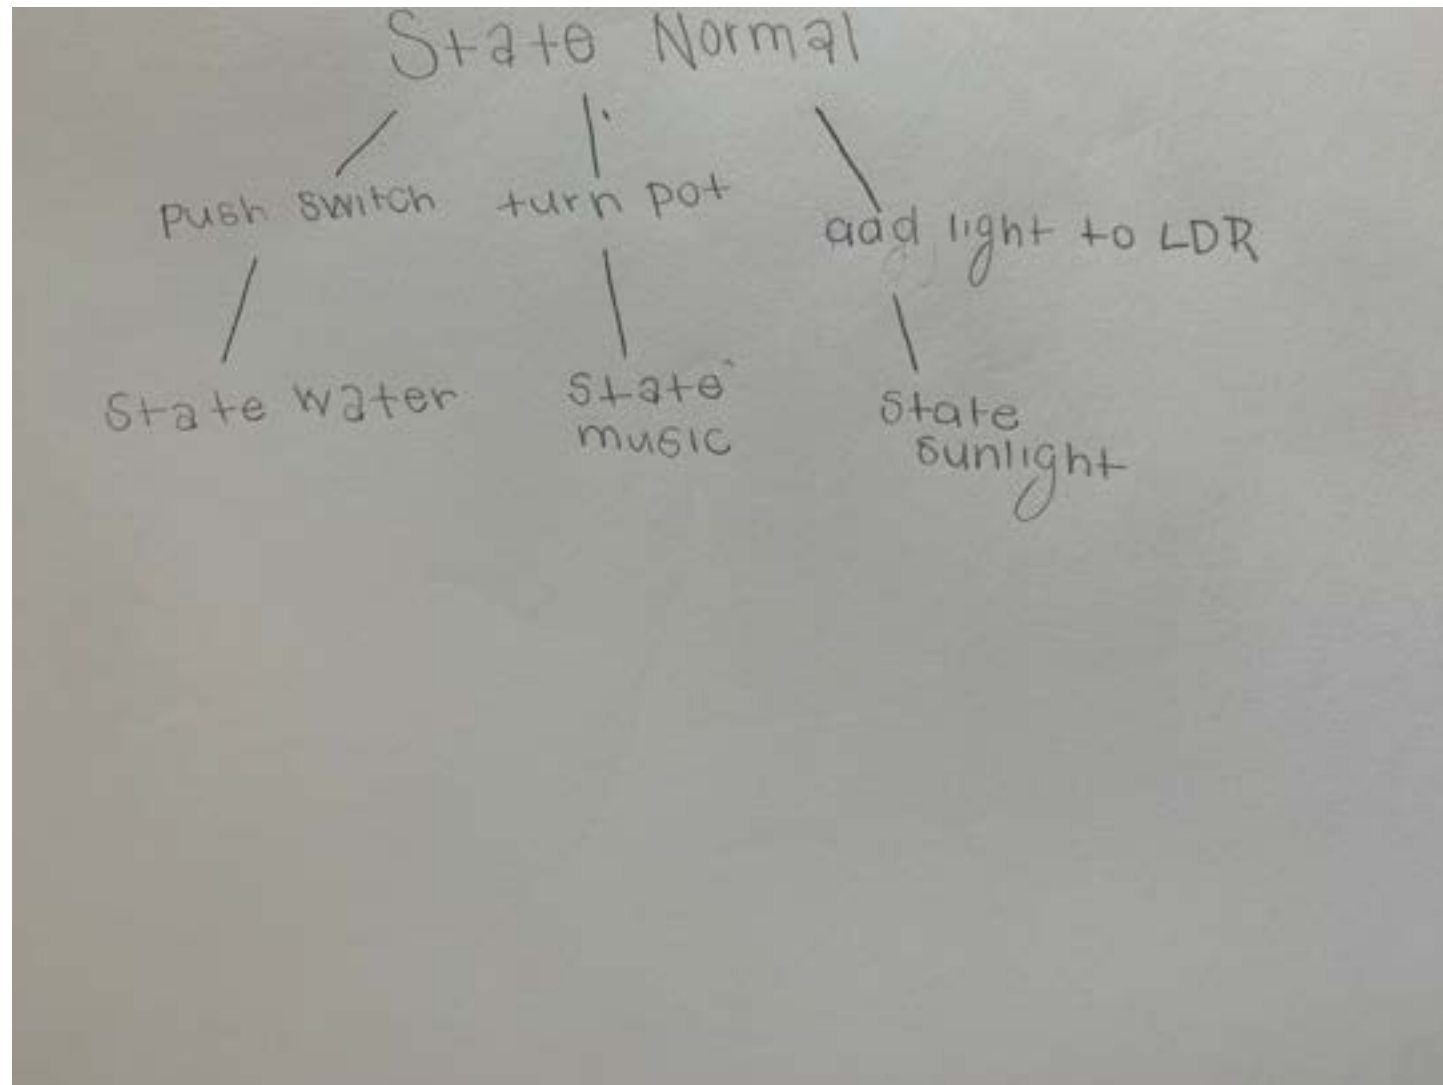 State Normal
push switch turn pot add light to LDR
State water state music state sunlight